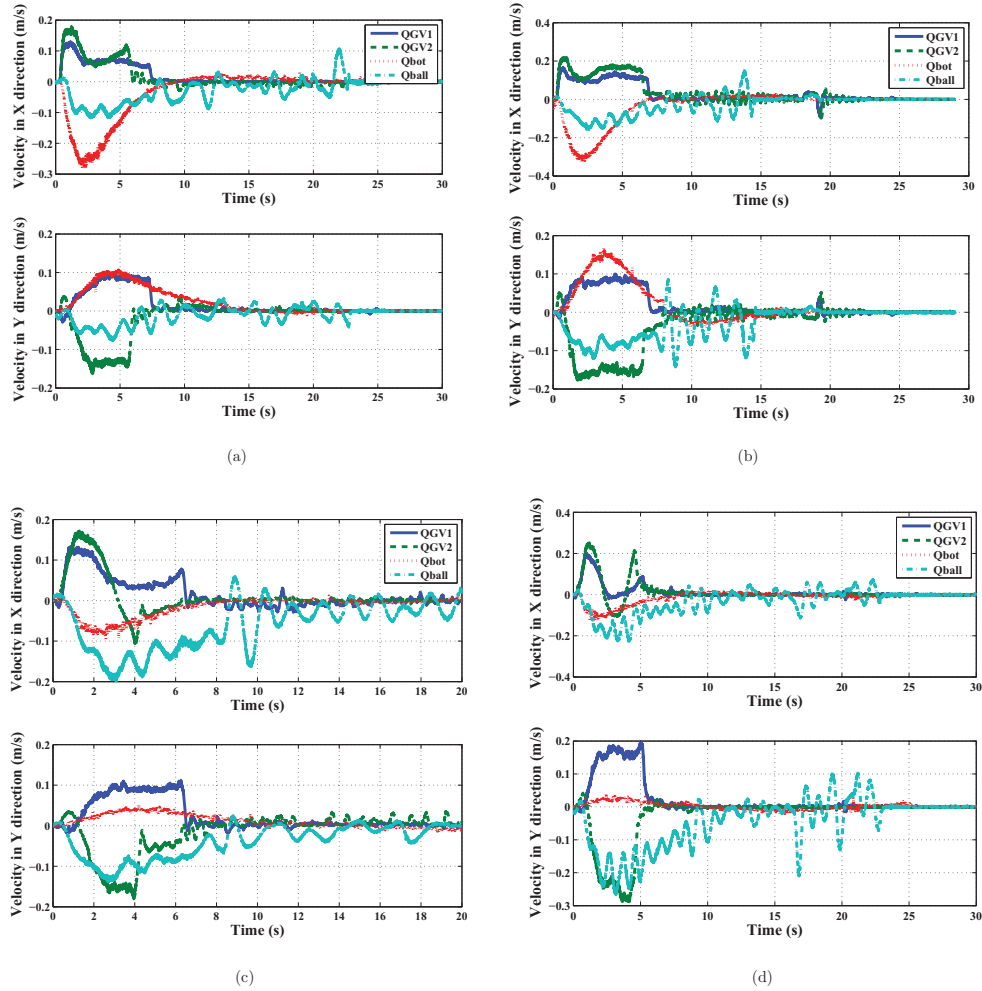 Velocity in X direction (m/s)
0.2
0.1
0
−0.1
−0.2
−0.3
0 5 10 15 20 25 30
Time (s)
QGV1
QGV2
Qbot
Qball
Velocity in Y direction (m/s)
0.2
0.1
0
−0.1
−0.2
0 5 10 15 20 25 30
Time (s)
(a)
Velocity in X direction (m/s)
0.4
0.2
0
−0.2
−0.4
0 5 10 15 20 25 30
Time (s)
QGV1
QGV2
Qbot
Qball
Velocity in Y direction (m/s)
0.2
0.1
0
−0.1
−0.2
0 5 10 15 20 25 30
Time (s)
(b)
Velocity in X direction (m/s)
0.2
0.1
0
−0.1
−0.2
0 2 4 6 8 10 12 14 16 18 20
Time (s)
QGV1
QGV2
Qbot
Qball
Velocity in Y direction (m/s)
0.2
0.1
0
−0.1
−0.2
0 2 4 6 8 10 12 14 16 18 20
Time (s)
(c)
Velocity in X direction (m/s)
0.4
0.2
0
−0.2
−0.4
0 5 10 15 20 25 30
Time (s)
QGV1
QGV2
Qbot
Qball
Velocity in Y direction (m/s)
0.2
0.1
0
−0.1
−0.2
−0.3
0 5 10 15 20 25 30
Time (s)
(d)